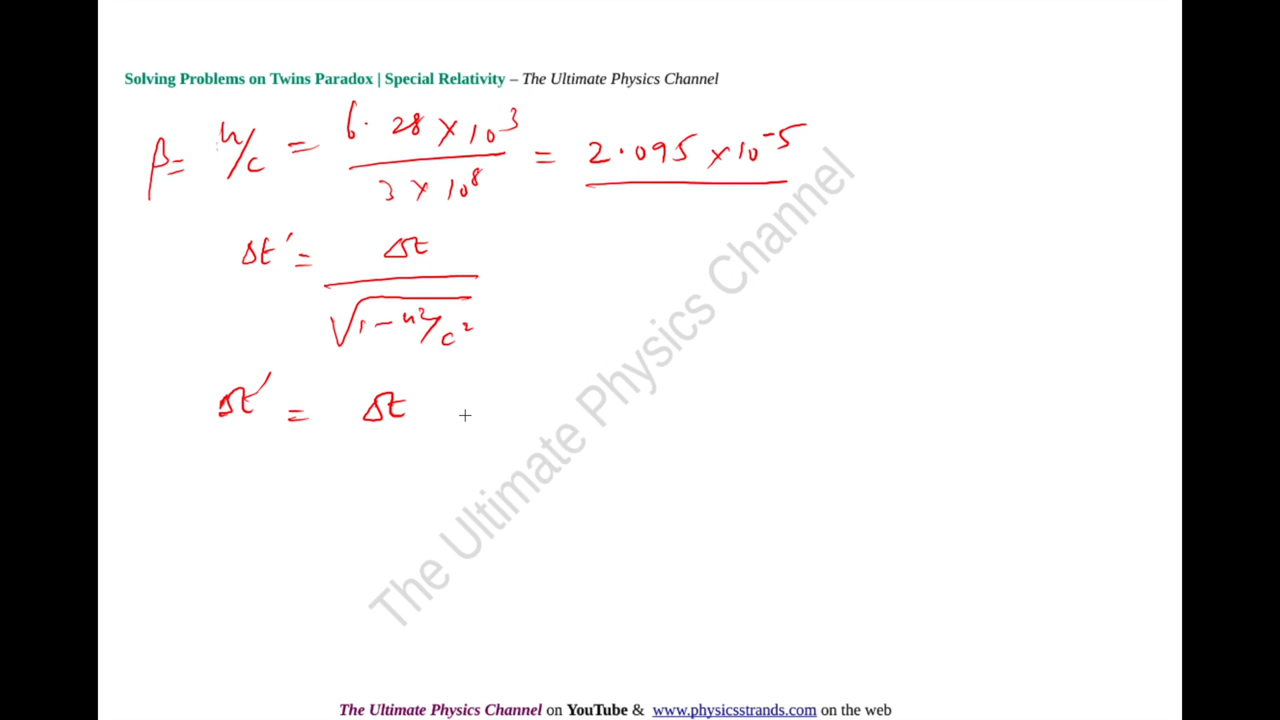 Solving Problems on Twins Paradox | Special Relativity – The Ultimate Physics Channel
β = u/c = 6.28 × 10³ / 3 × 10⁸ = 2.095 × 10⁻⁵
Δt′ = Δt / √1 – u²/c²
Δt′ = Δt
The Ultimate Physics Channel
The Ultimate Physics Channel on YouTube & www.physicsstrands.com on the web